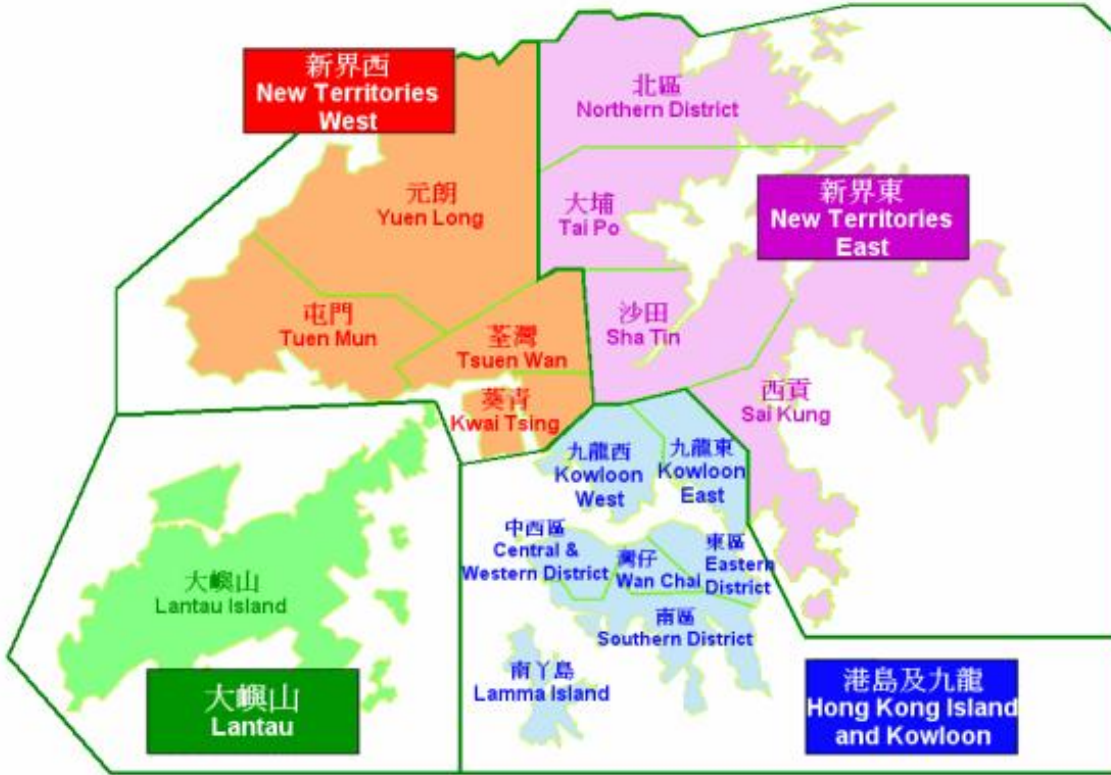 新界西
New Territories
West
北區
Northern District
元朗
Yuen Long
大埔
Tai Po
新界東
New Territories
East
屯門
Tuen Mun
荃灣
Tsuen Wan
沙田
Sha Tin
葵青
Kwai Tsing
西貢
Sai Kung
九龍西
Kowloon
West
九龍東
Kowloon
East
中西區
Central &
Western District
灣仔
Wan Chai
東區
Eastern
District
南區
Southern District
大嶼山
Lantau Island
南丫島
Lamma Island
大嶼山
Lantau
港島及九龍
Hong Kong Island
and Kowloon